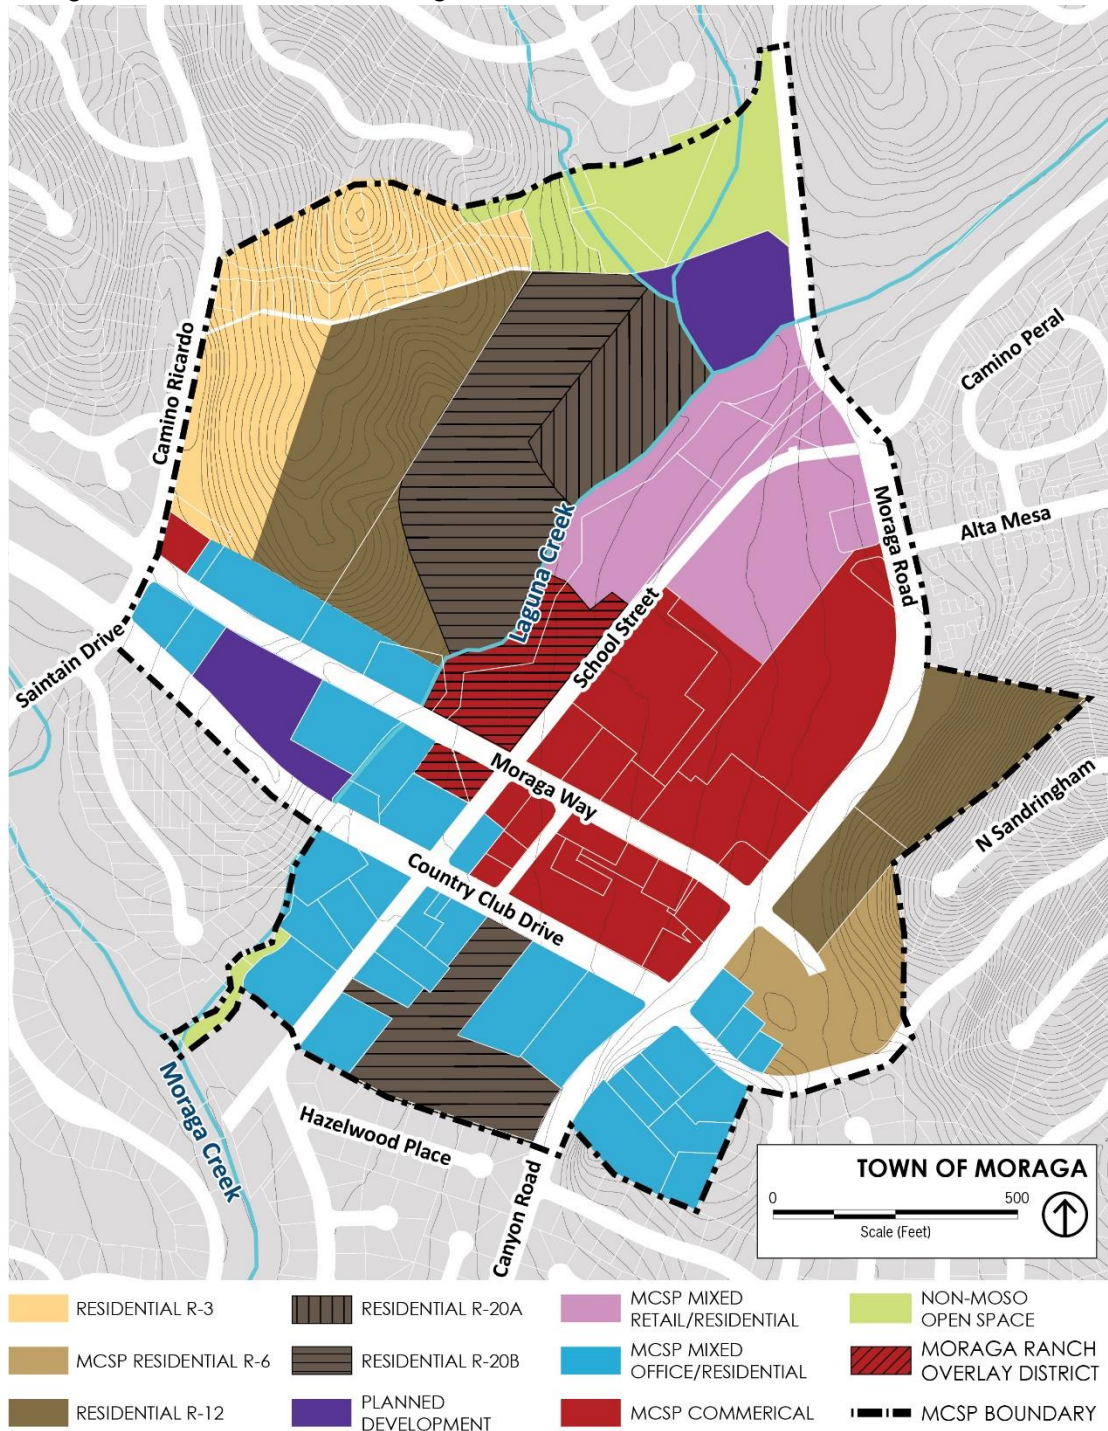 Camino Peral
Camino Ricardo
Moraga Road
Alta Mesa
Laguna Creek
School Street
Saintain Drive
N Sandringham
Moraga Way
Country Club Drive
Moraga Creek
Hazelwood Place
Canyon Road
TOWN OF MORAGA
0 500
Scale (Feet)
RESIDENTIAL R-3
MCSP RESIDENTIAL R-6
RESIDENTIAL R-12
RESIDENTIAL R-20A
RESIDENTIAL R-20B
PLANNED
DEVELOPMENT
MCSP MIXED
RETAIL/RESIDENTIAL
MCSP MIXED
OFFICE/RESIDENTIAL
MCSP COMMERICAL
NON-MOSO
OPEN SPACE
MORAGA RANCH
OVERLAY DISTRICT
MCSP BOUNDARY